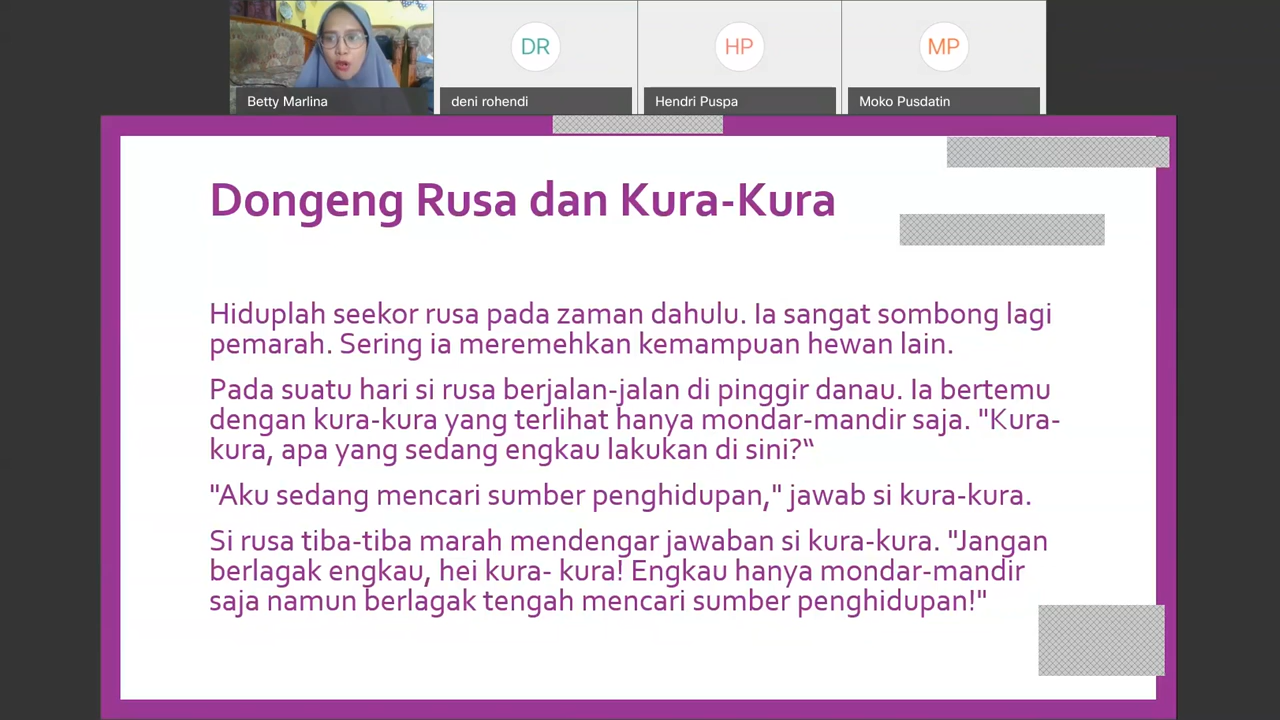 DR
HP
MP
Betty Marlina
deni rohendi
Hendri Puspa
Moko Pusdatin
Dongeng Rusa dan Kura-Kura
Hiduplah seekor rusa pada zaman dahulu. Ia sangat sombong lagi
pemarah. Sering ia meremehkan kemampuan hewan lain.
Pada suatu hari si rusa berjalan-jalan di pinggir danau. Ia bertemu
dengan kura-kura yang terlihat hanya mondar-mandir saja. "Kura-
kura, apa yang sedang engkau lakukan di sini?“
"Aku sedang mencari sumber penghidupan," jawab si kura-kura.
Si rusa tiba-tiba marah mendengar jawaban si kura-kura. "Jangan
berlagak engkau, hei kura- kura! Engkau hanya mondar-mandir
saja namun berlagak tengah mencari sumber penghidupan!"